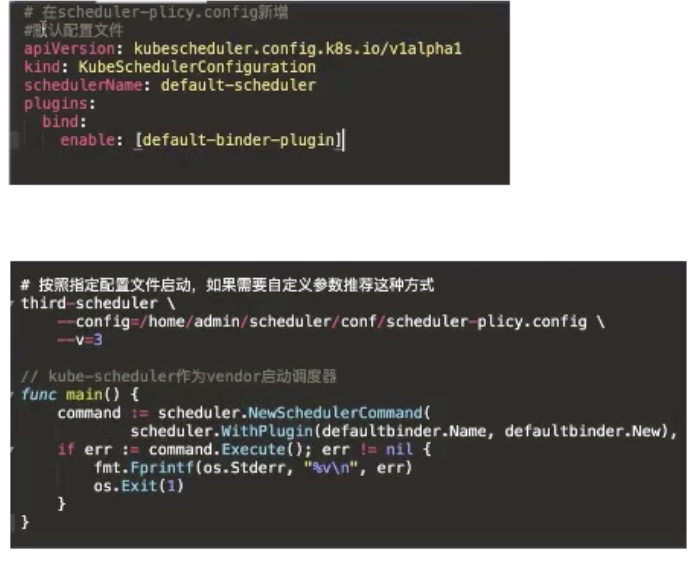 # 在scheduler-plicy.config新增
#默认配置文件
apiVersion: kubescheduler.config.k8s.io/v1alpha1
kind: KubeSchedulerConfiguration
schedulerName: default-scheduler
plugins:
  bind:
    enable: [default-binder-plugin]
# 按照指定配置文件启动，如果需要自定义参数推荐这种方式
third-scheduler \
    --config=/home/admin/scheduler/conf/scheduler-plicy.config \
    --v=3
// kube-scheduler作为vendor启动调度器
func main() {
    command := scheduler.NewSchedulerCommand(
            scheduler.WithPlugin(defaultbinder.Name, defaultbinder.New),
    if err := command.Execute(); err != nil {
        fmt.Fprintf(os.Stderr, "%v\n", err)
        os.Exit(1)
    }
}